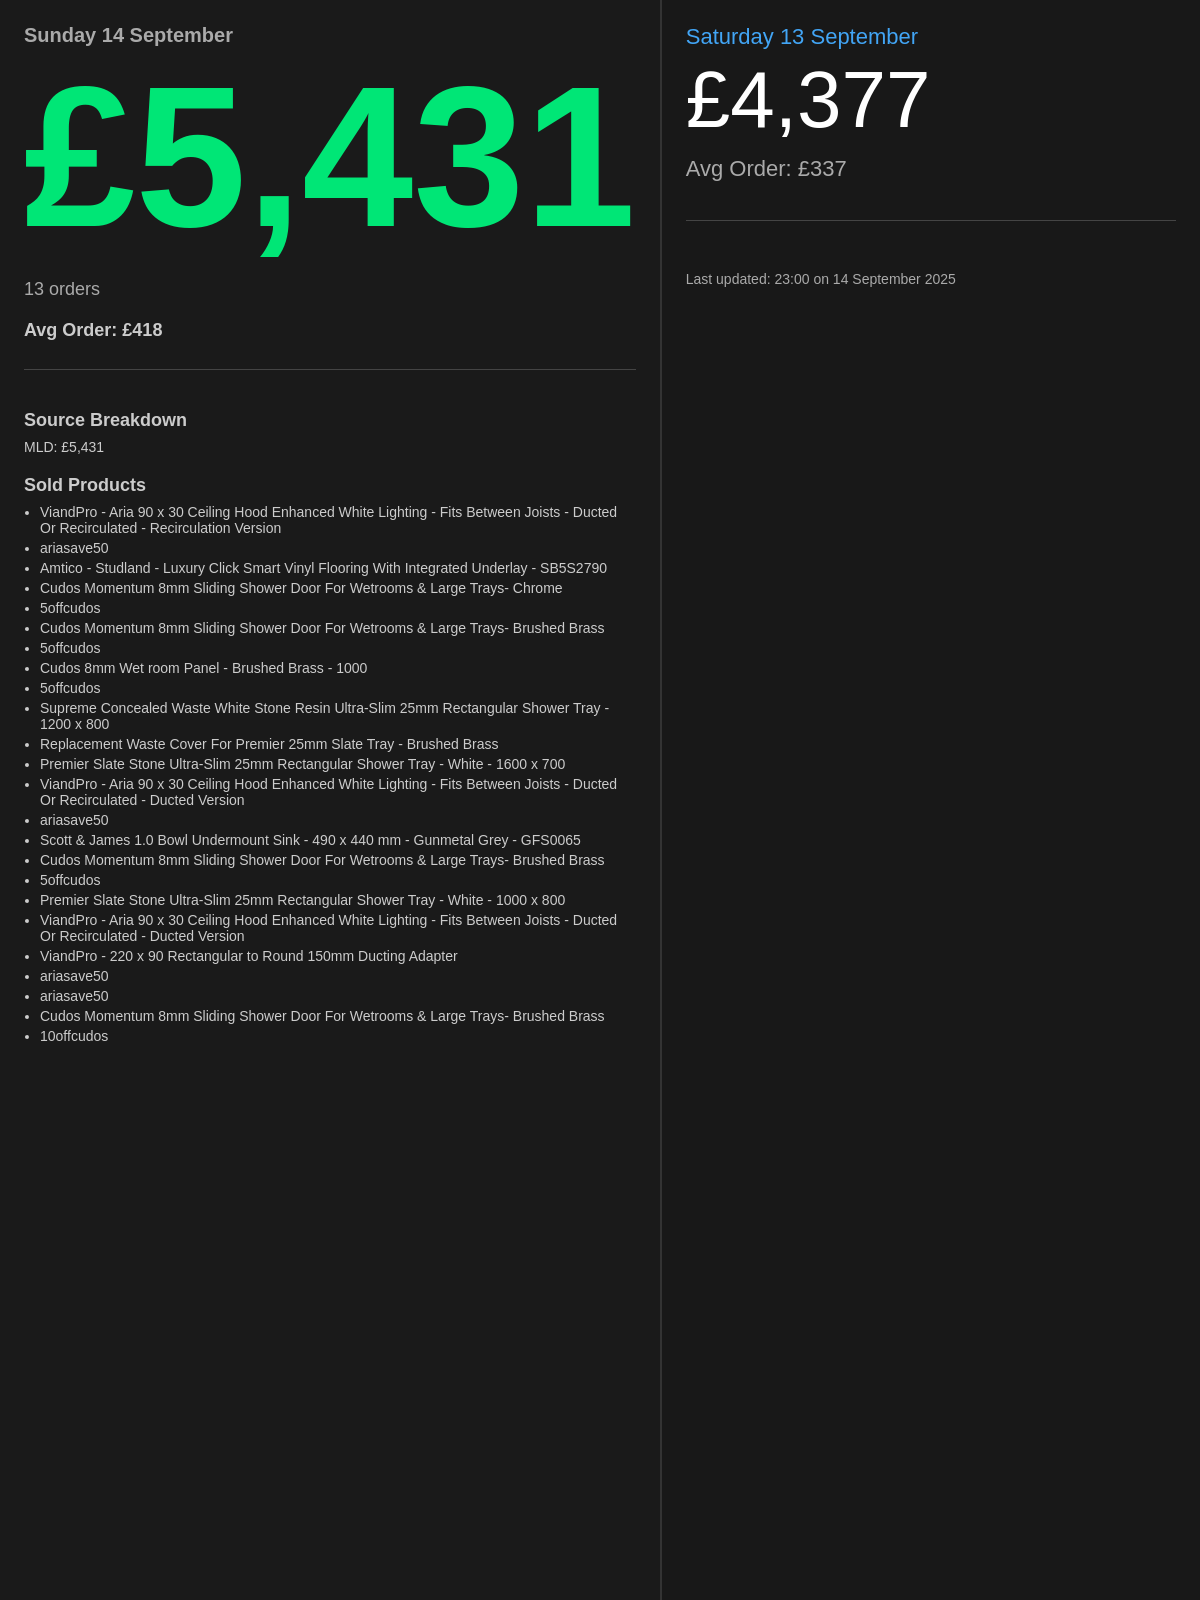 Sunday 14 September
£5,431
13 orders
Avg Order: £418
Source Breakdown
MLD: £5,431
Sold Products
• ViandPro - Aria 90 x 30 Ceiling Hood Enhanced White Lighting - Fits Between Joists - Ducted
Or Recirculated - Recirculation Version
• ariasave50
• Amtico - Studland - Luxury Click Smart Vinyl Flooring With Integrated Underlay - SB5S2790
• Cudos Momentum 8mm Sliding Shower Door For Wetrooms & Large Trays- Chrome
• 5offcudos
• Cudos Momentum 8mm Sliding Shower Door For Wetrooms & Large Trays- Brushed Brass
• 5offcudos
• Cudos 8mm Wet room Panel - Brushed Brass - 1000
• 5offcudos
• Supreme Concealed Waste White Stone Resin Ultra-Slim 25mm Rectangular Shower Tray -
1200 x 800
• Replacement Waste Cover For Premier 25mm Slate Tray - Brushed Brass
• Premier Slate Stone Ultra-Slim 25mm Rectangular Shower Tray - White - 1600 x 700
• ViandPro - Aria 90 x 30 Ceiling Hood Enhanced White Lighting - Fits Between Joists - Ducted
Or Recirculated - Ducted Version
• ariasave50
• Scott & James 1.0 Bowl Undermount Sink - 490 x 440 mm - Gunmetal Grey - GFS0065
• Cudos Momentum 8mm Sliding Shower Door For Wetrooms & Large Trays- Brushed Brass
• 5offcudos
• Premier Slate Stone Ultra-Slim 25mm Rectangular Shower Tray - White - 1000 x 800
• ViandPro - Aria 90 x 30 Ceiling Hood Enhanced White Lighting - Fits Between Joists - Ducted
Or Recirculated - Ducted Version
• ViandPro - 220 x 90 Rectangular to Round 150mm Ducting Adapter
• ariasave50
• ariasave50
• Cudos Momentum 8mm Sliding Shower Door For Wetrooms & Large Trays- Brushed Brass
• 10offcudos
Saturday 13 September
£4,377
Avg Order: £337
Last updated: 23:00 on 14 September 2025